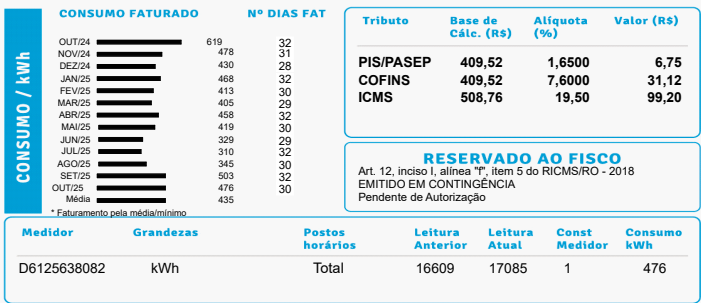 CONSUMO / kWh
CONSUMO FATURADO Nº DIAS FAT
OUT/24 619 32
NOV/24 478 31
DEZ/24 430 28
JAN/25 468 32
FEV/25 413 30
MAR/25 405 29
ABR/25 458 32
MAI/25 419 30
JUN/25 329 29
JUL/25 310 32
AGO/25 345 30
SET/25 503 32
OUT/25 476 30
Média 435
* Faturamento pela média/mínimo
Tributo Base de Cálc. (R$) Alíquota (%) Valor (R$)
PIS/PASEP 409,52 1,6500 6,75
COFINS 409,52 7,6000 31,12
ICMS 508,76 19,50 99,20
RESERVADO AO FISCO
Art. 12, inciso I, alínea "f", item 5 do RICMS/RO - 2018
EMITIDO EM CONTINGÊNCIA
Pendente de Autorização
Medidor Grandezas Postos horários Leitura Anterior Leitura Atual Const Medidor Consumo kWh
D6125638082 kWh Total 16609 17085 1 476